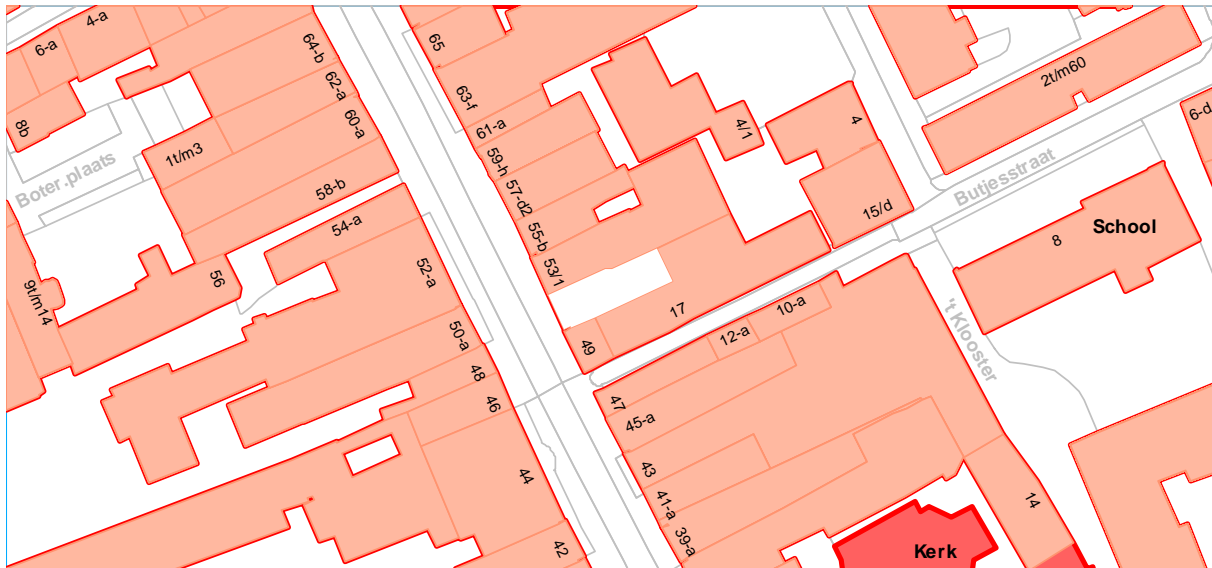 4-a
6-a
8b
64-b
62-a
60-a
65
63-f
61-a
59-h
57-d2
55-b
53/1
4/1
4
2t/m60
6-d
1t/m3
Boter.plaats
58-b
54-a
52-a
56
9t/m14
50-a
48
46
44
42
15/d
Butjesstraat
8
School
17
49
12-a
10-a
't Klooster
47
45-a
43
41-a
39-a
14
Kerk